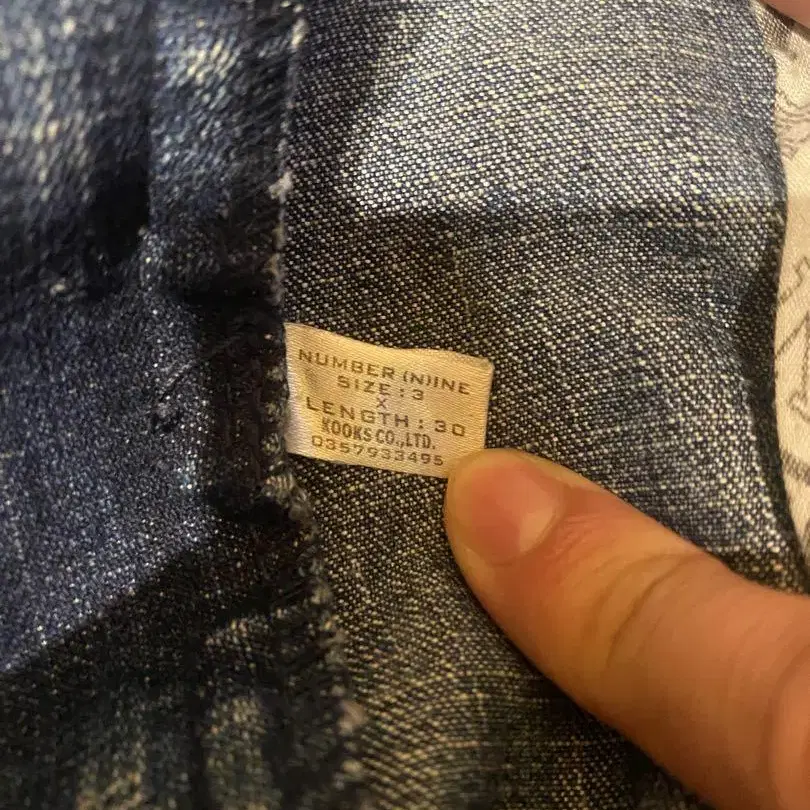 NUMBER (N)INE
SIZE : 3
X
LENGTH : 30
KOOKS CO.,LTD.
0357933495